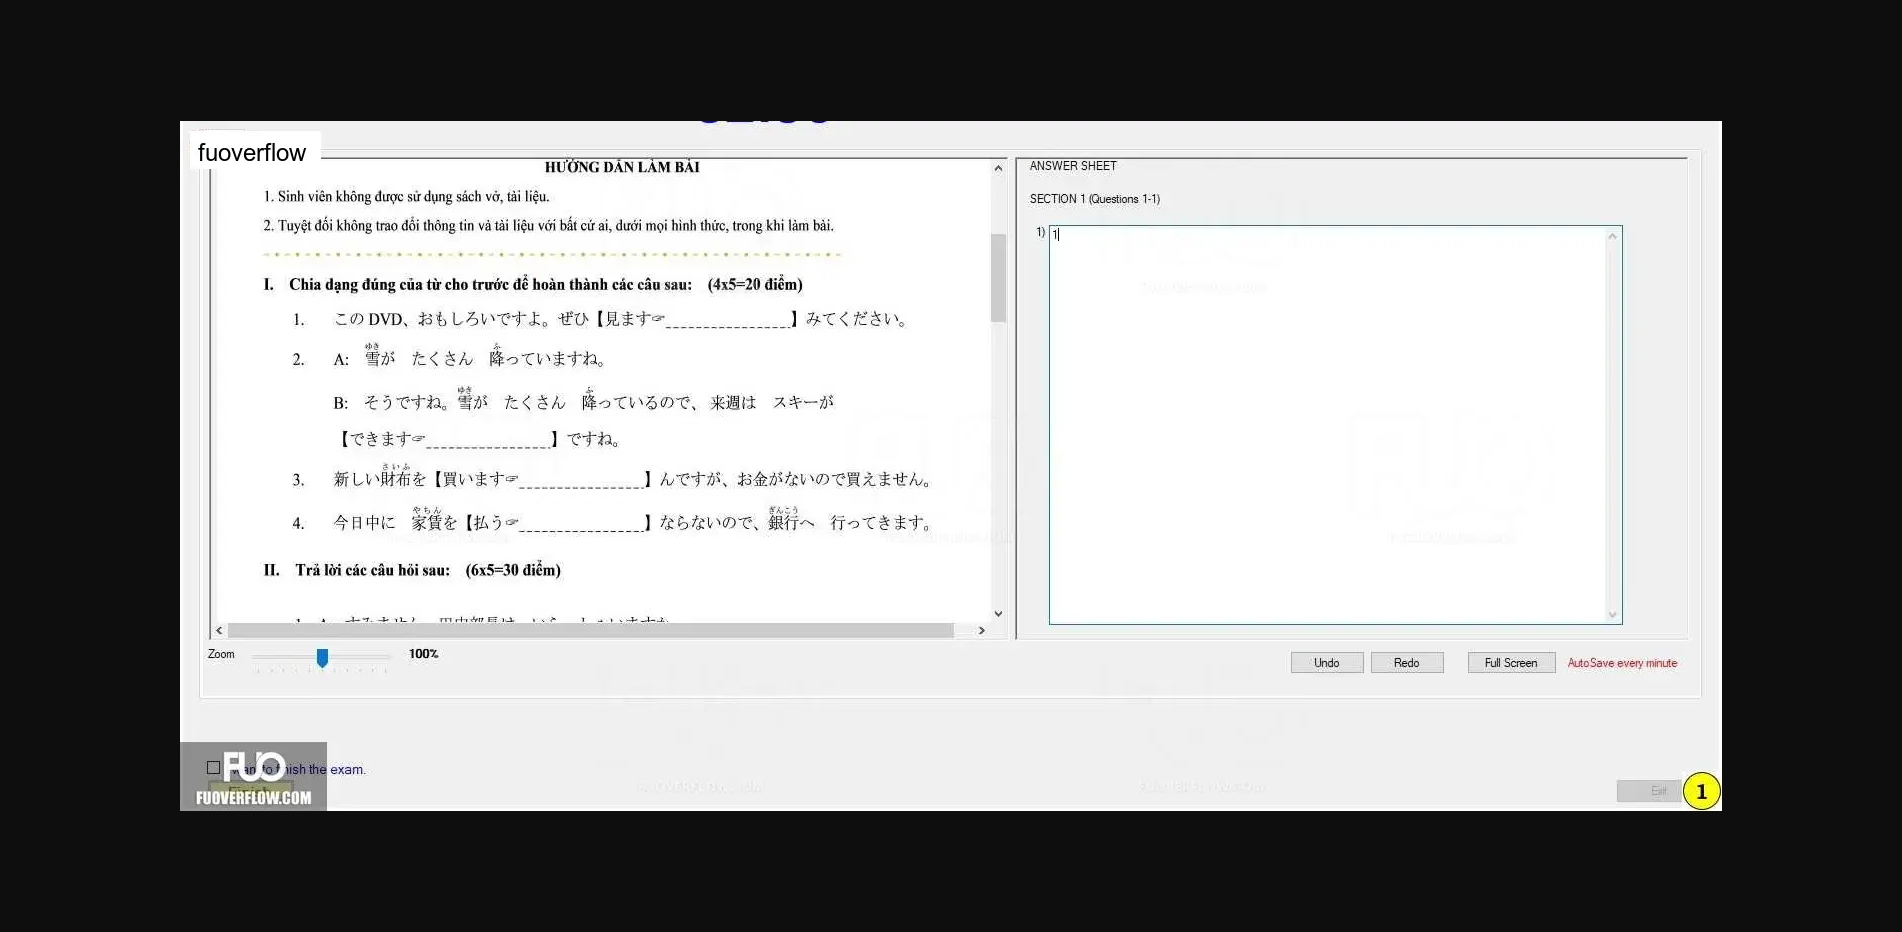 fuoverflow
HƯỚNG DẪN LÀM BÀI
1. Sinh viên không được sử dụng sách vở, tài liệu.
2. Tuyệt đối không trao đổi thông tin và tài liệu với bất cứ ai, dưới mọi hình thức, trong khi làm bài.
I. Chia dạng đúng của từ cho trước để hoàn thành các câu sau: (4x5=20 điểm)
1. この DVD、おもしろいですよ。ぜひ【見ます☞________________】みてください。
ゆき ふ
2. A: 雪が たくさん 降っていますね。
ゆき ふ
B: そうですね。雪が たくさん 降っているので、来週は スキーが
【できます☞________________】ですね。
さいふ
3. 新しい財布を【買います☞________________】んですが、お金がないので買えません。
やちん ぎんこう
4. 今日中に 家賃を【払う☞________________】ならないので、銀行へ 行ってきます。
II. Trả lời các câu hỏi sau: (6x5=30 điểm)
Zoom
100%
ANSWER SHEET
SECTION 1 (Questions 1-1)
1) 1
Undo Redo Full Screen AutoSave every minute
finish the exam.
FUO
FUOVERFLOW.COM
Exit
1